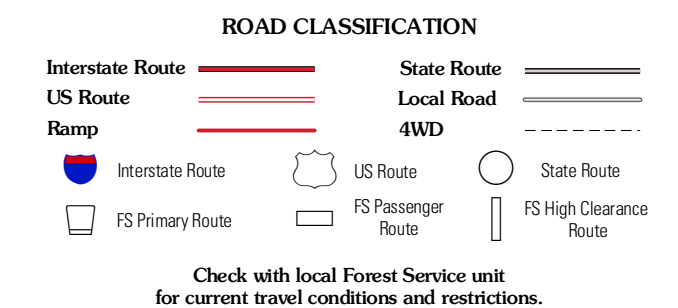 ROAD CLASSIFICATION
Interstate Route
State Route
US Route
Local Road
Ramp
4WD
Interstate Route
US Route
State Route
FS Primary Route
FS Passenger
Route
FS High Clearance
Route
Check with local Forest Service unit
for current travel conditions and restrictions.